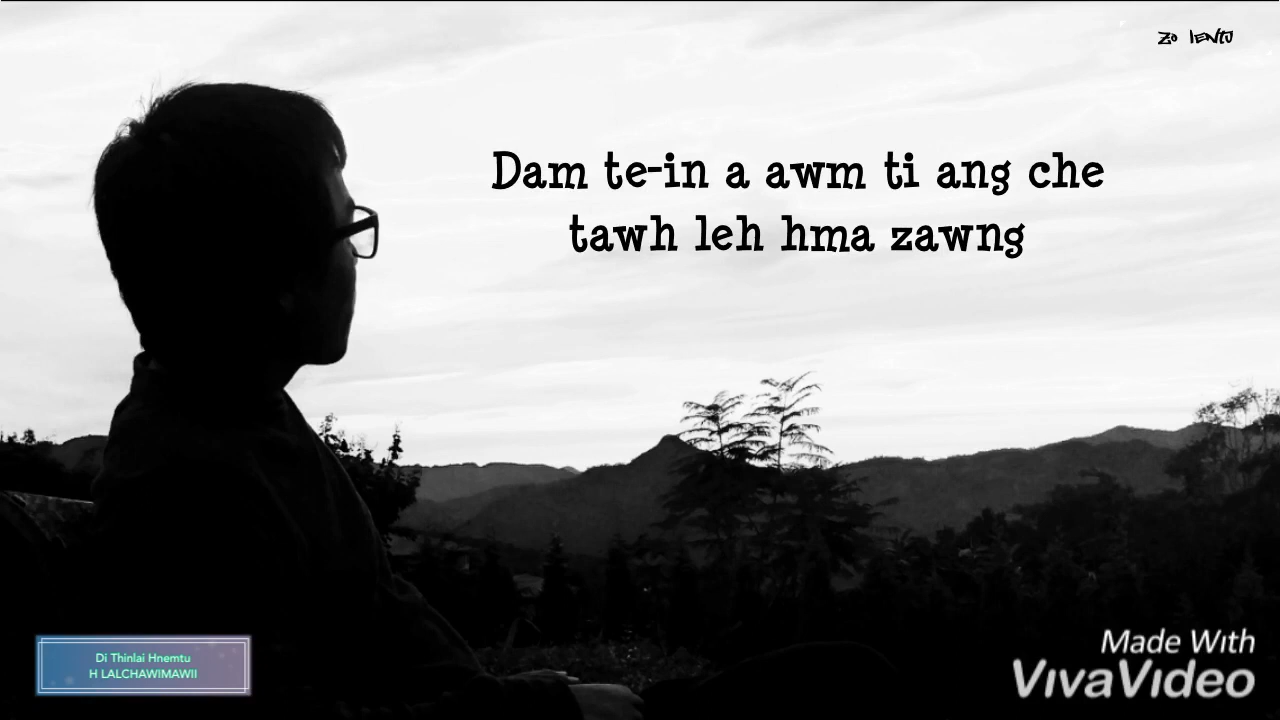 Zo lentu
Dam te-in a awm ti ang che
tawh leh hma zawng
Di Thinlai Hnemtu
H LALCHAWIMAWII
Made With
VivaVideo